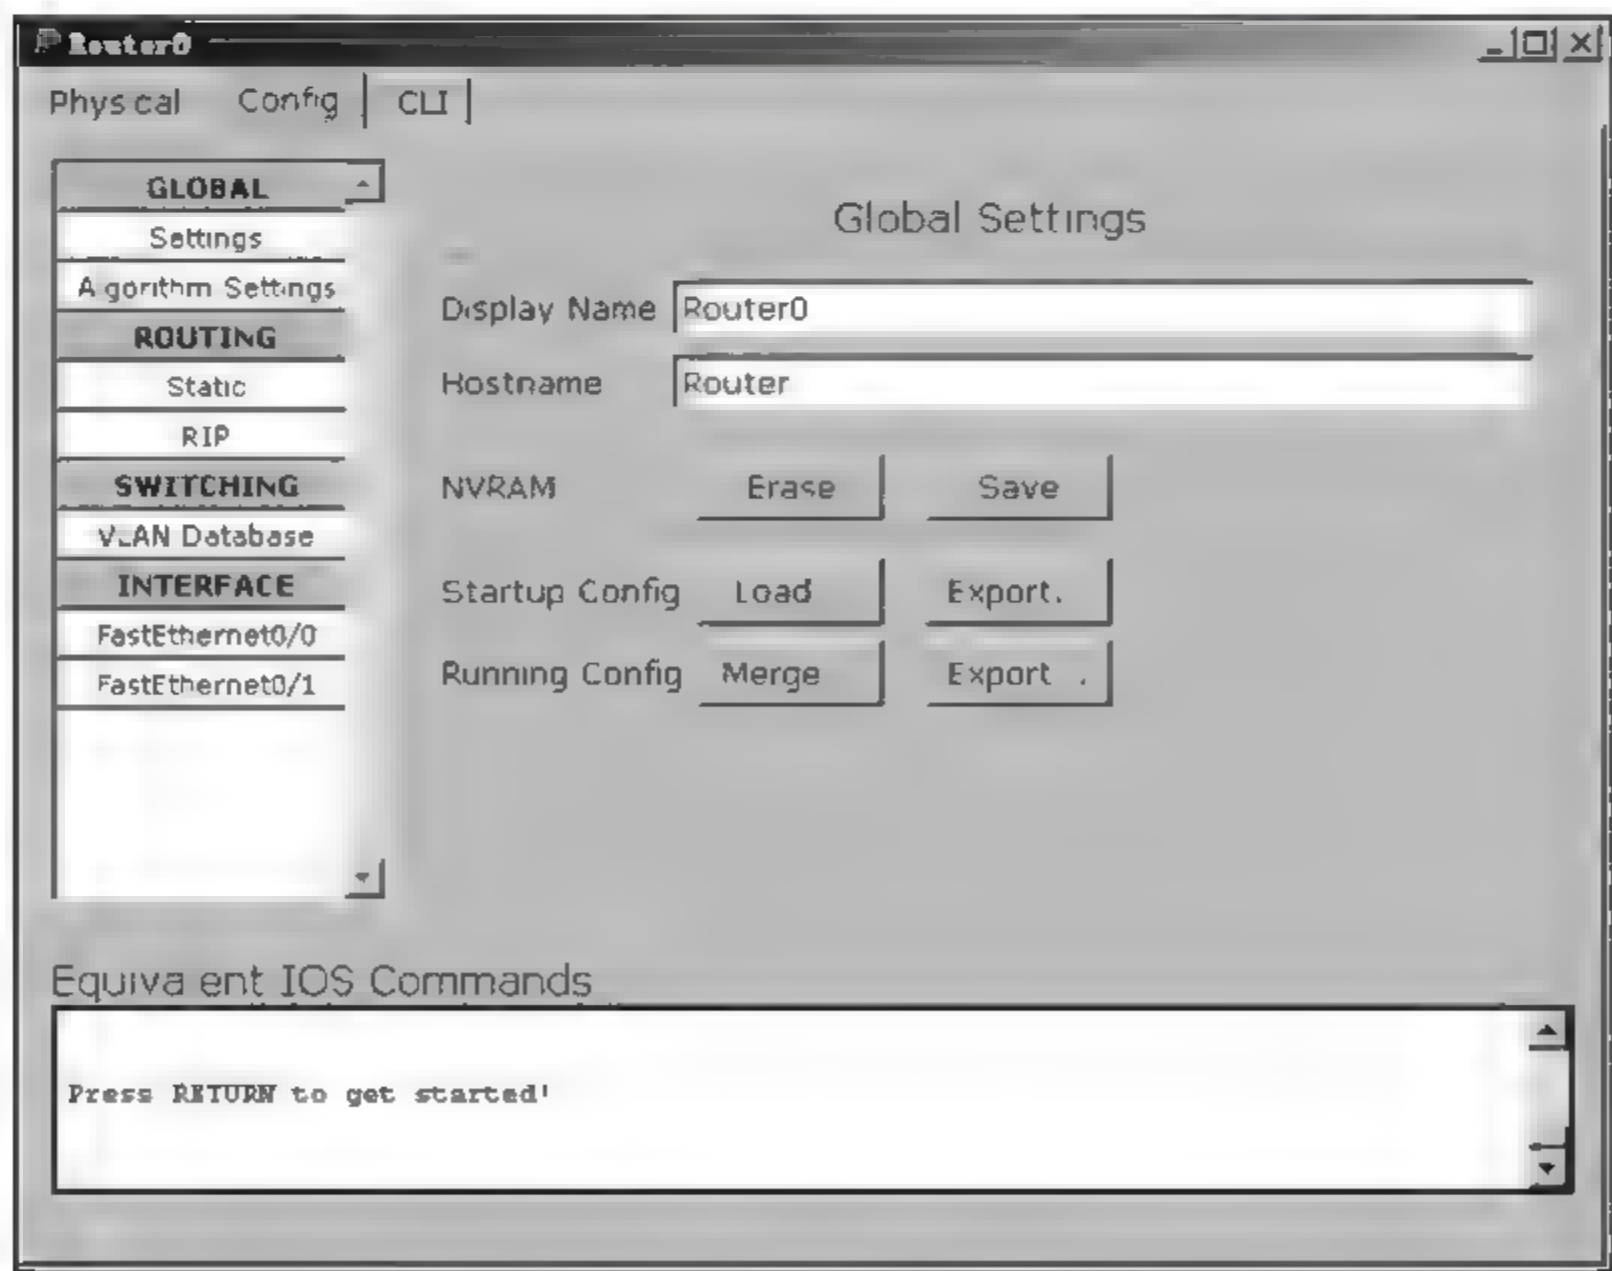 Router0
Physical Config CLI
GLOBAL
Settings
Algorithm Settings
ROUTING
Static
RIP
SWITCHING
VLAN Database
INTERFACE
FastEthernet0/0
FastEthernet0/1
Global Settings
Display Name Router0
Hostname Router
NVRAM Erase Save
Startup Config Load Export.
Running Config Merge Export .
Equivalent IOS Commands
Press RETURN to get started!